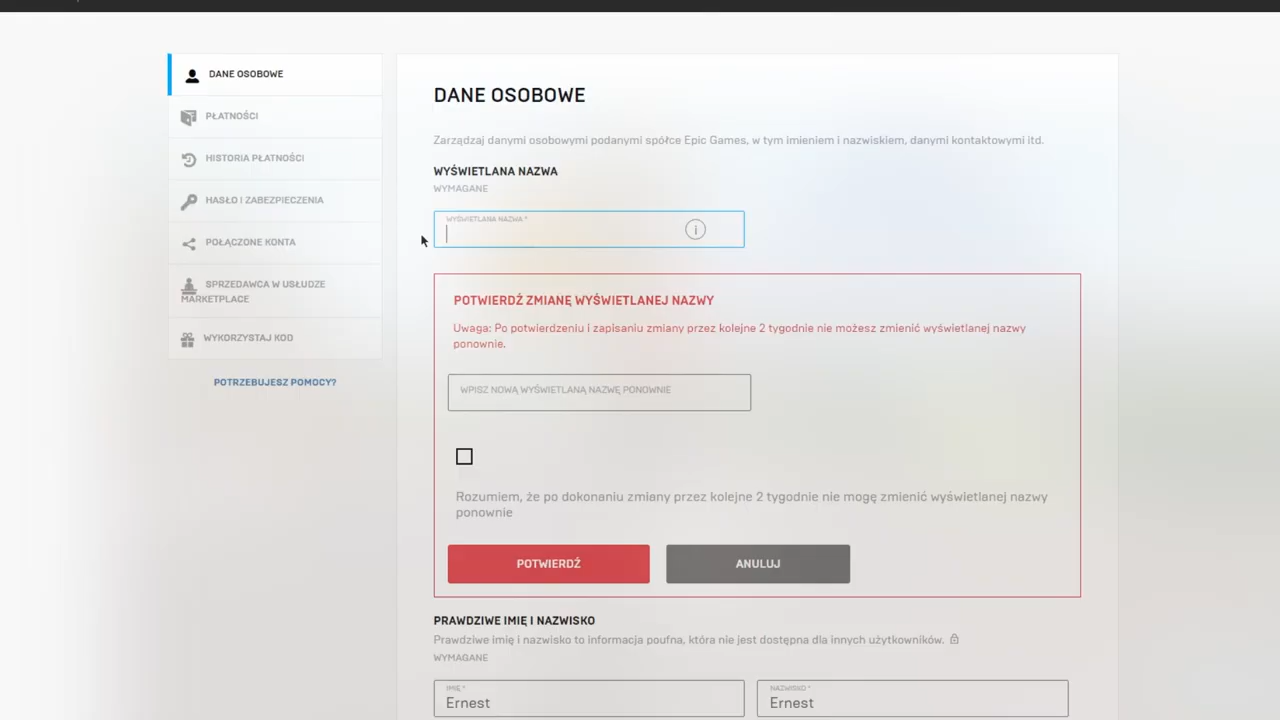 DANE OSOBOWE
PŁATNOŚCI
HISTORIA PŁATNOŚCI
HASŁO I ZABEZPIECZENIA
POŁĄCZONE KONTA
SPRZEDAWCA W USŁUDZE
MARKETPLACE
WYKORZYSTAJ KOD
POTRZEBUJESZ POMOCY?
DANE OSOBOWE
Zarządzaj danymi osobowymi podanymi spółce Epic Games, w tym imieniem i nazwiskiem, danymi kontaktowymi itd.
WYŚWIETLANA NAZWA
WYMAGANE
WYŚWIETLANA NAZWA *
POTWIERDŹ ZMIANĘ WYŚWIETLANEJ NAZWY
Uwaga: Po potwierdzeniu i zapisaniu zmiany przez kolejne 2 tygodnie nie możesz zmienić wyświetlanej nazwy
ponownie.
WPISZ NOWĄ WYŚWIETLANĄ NAZWĘ PONOWNIE
Rozumiem, że po dokonaniu zmiany przez kolejne 2 tygodnie nie mogę zmienić wyświetlanej nazwy
ponownie
POTWIERDŹ
ANULUJ
PRAWDZIWE IMIĘ I NAZWISKO
Prawdziwe imię i nazwisko to informacja poufna, która nie jest dostępna dla innych użytkowników.
WYMAGANE
IMIĘ *
Ernest
NAZWISKO *
Ernest